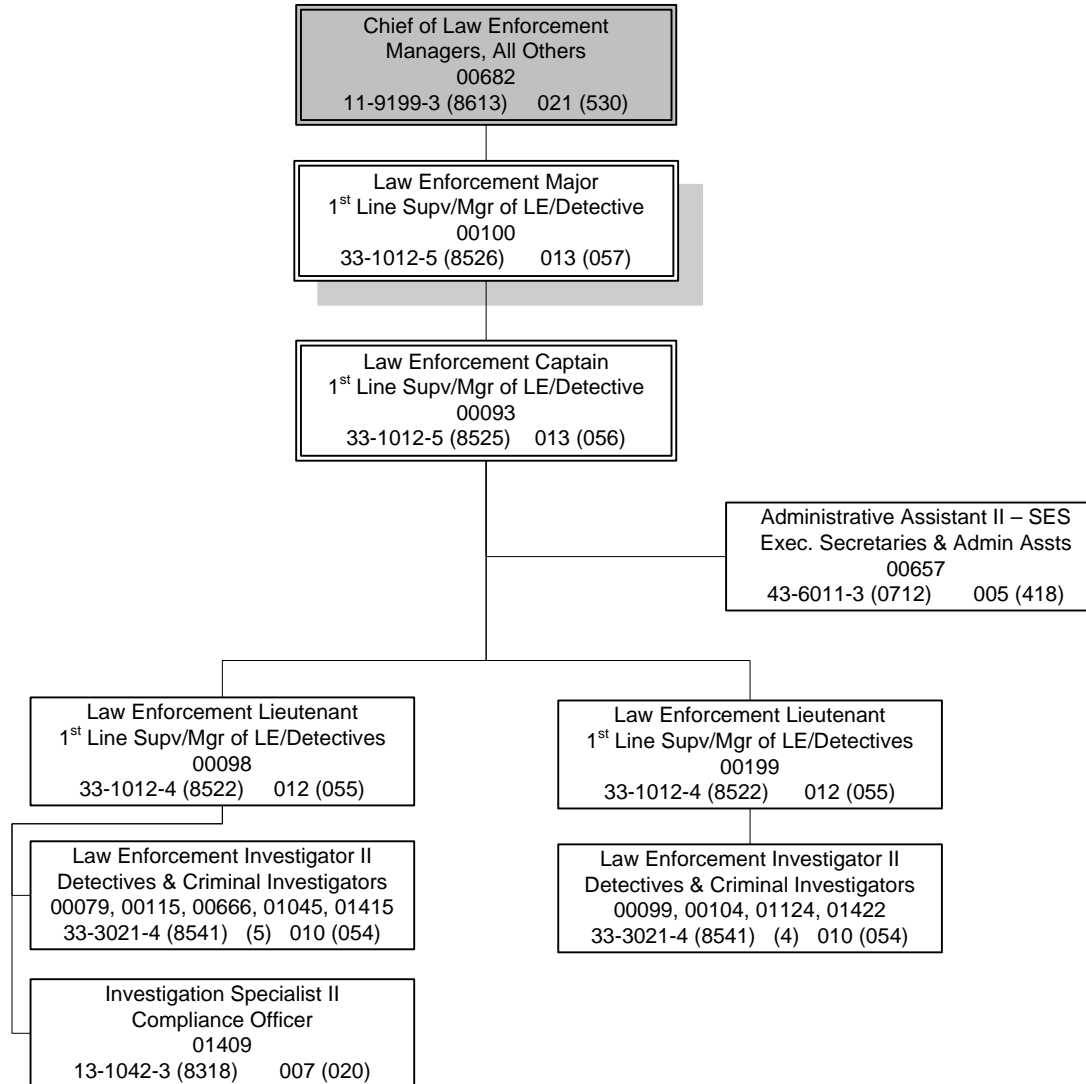 Chief of Law Enforcement
Managers, All Others
00682
11-9199-3 (8613) 021 (530)
Law Enforcement Major
1st Line Supv/Mgr of LE/Detective
00100
33-1012-5 (8526) 013 (057)
Law Enforcement Captain
1st Line Supv/Mgr of LE/Detective
00093
33-1012-5 (8525) 013 (056)
Administrative Assistant II – SES
Exec. Secretaries & Admin Assts
00657
43-6011-3 (0712) 005 (418)
Law Enforcement Lieutenant
1st Line Supv/Mgr of LE/Detectives
00098
33-1012-4 (8522) 012 (055)
Law Enforcement Investigator II
Detectives & Criminal Investigators
00079, 00115, 00666, 01045, 01415
33-3021-4 (8541) (5) 010 (054)
Investigation Specialist II
Compliance Officer
01409
13-1042-3 (8318) 007 (020)
Law Enforcement Lieutenant
1st Line Supv/Mgr of LE/Detectives
00199
33-1012-4 (8522) 012 (055)
Law Enforcement Investigator II
Detectives & Criminal Investigators
00099, 00104, 01124, 01422
33-3021-4 (8541) (4) 010 (054)